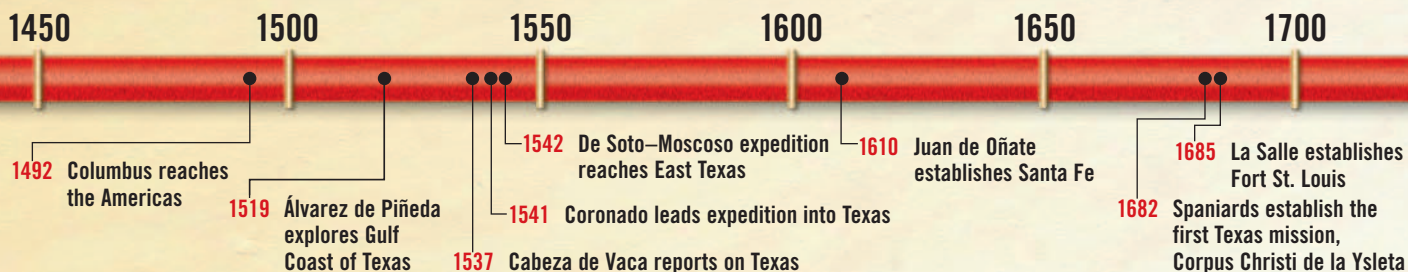 1450 1500 1550 1600 1650 1700
1492 Columbus reaches
the Americas
1519 Álvarez de Piñeda
explores Gulf
Coast of Texas
1537 Cabeza de Vaca reports on Texas
1541 Coronado leads expedition into Texas
1542 De Soto–Moscoso expedition
reaches East Texas
1610 Juan de Oñate
establishes Santa Fe
1682 Spaniards establish the
first Texas mission,
Corpus Christi de la Ysleta
1685 La Salle establishes
Fort St. Louis